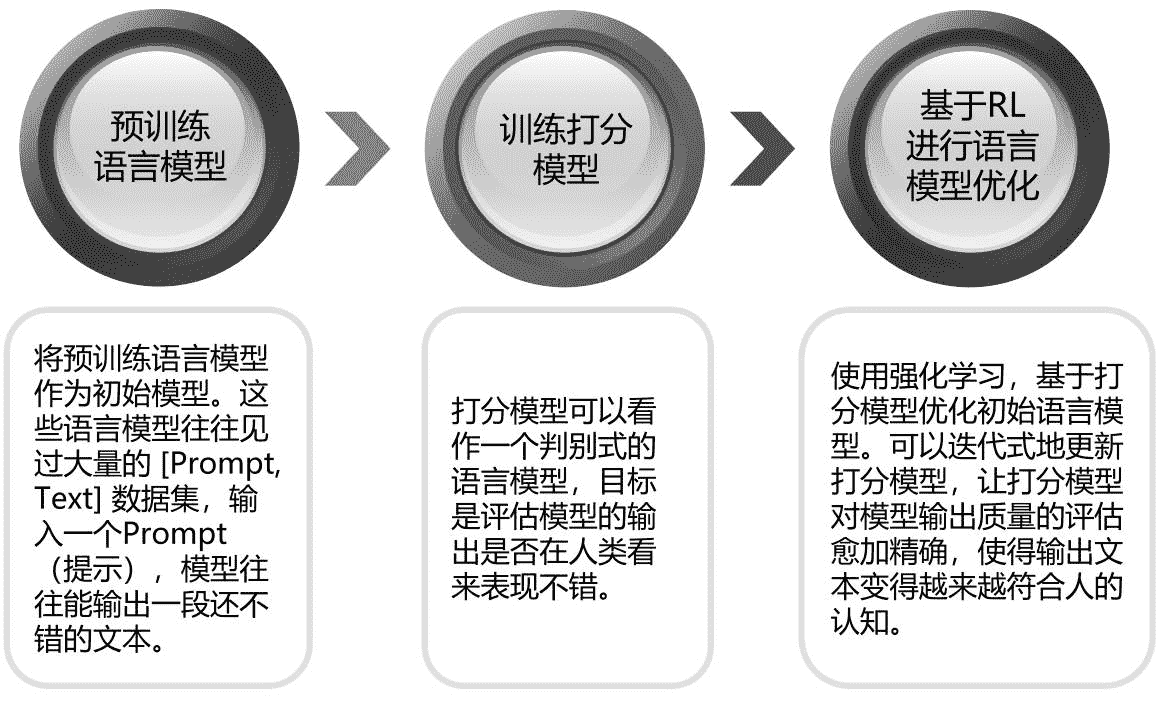 预训练
语言模型
训练打分
模型
基于RL
进行语言
模型优化
将预训练语言模型
作为初始模型。这
些语言模型往往见
过大量的 [Prompt,
Text] 数据集，输
入一个Prompt
（提示），模型往
往能输出一段还不
错的文本。
打分模型可以看
作一个判别式的
语言模型，目标
是评估模型的输
出是否在人类看
来表现不错。
使用强化学习，基于打
分模型优化初始语言模
型。可以迭代式地更新
打分模型，让打分模型
对模型输出质量的评估
愈加精确，使得输出文
本变得越来越符合人的
认知。